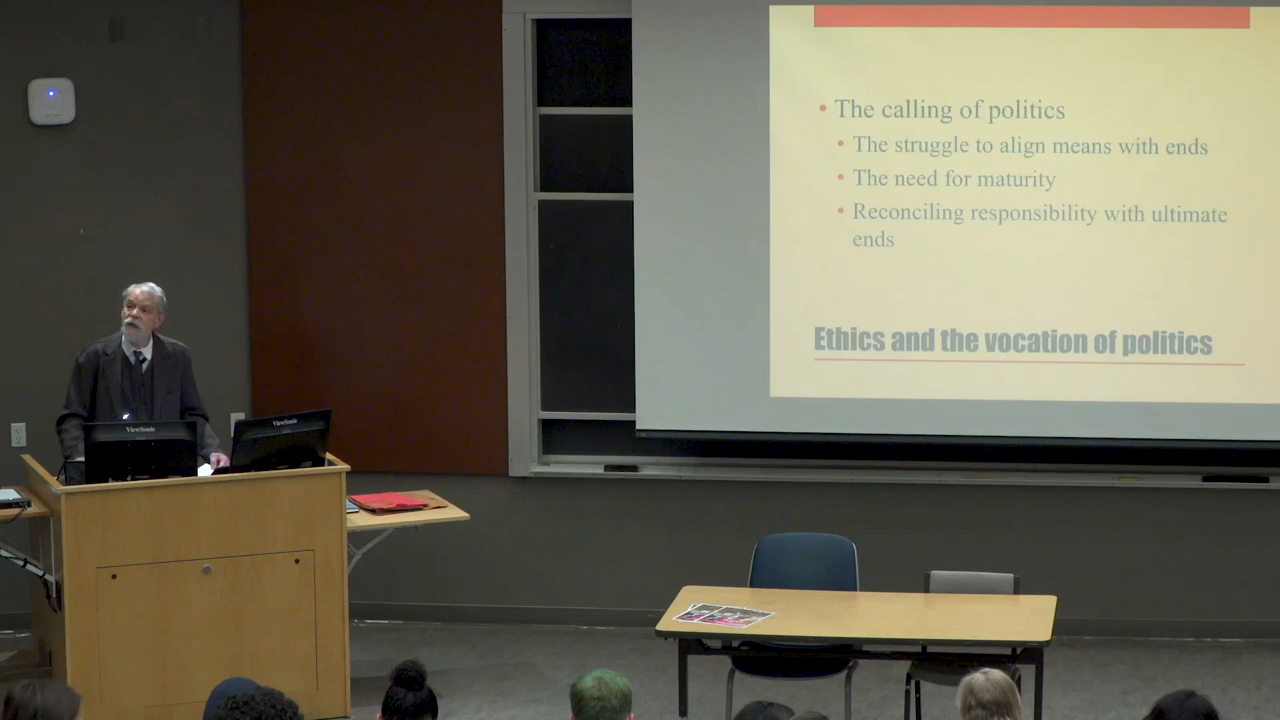 The calling of politics
The struggle to align means with ends
The need for maturity
Reconciling responsibility with ultimate
ends
Ethics and the vocation of politics
ViewSonic
ViewSonic